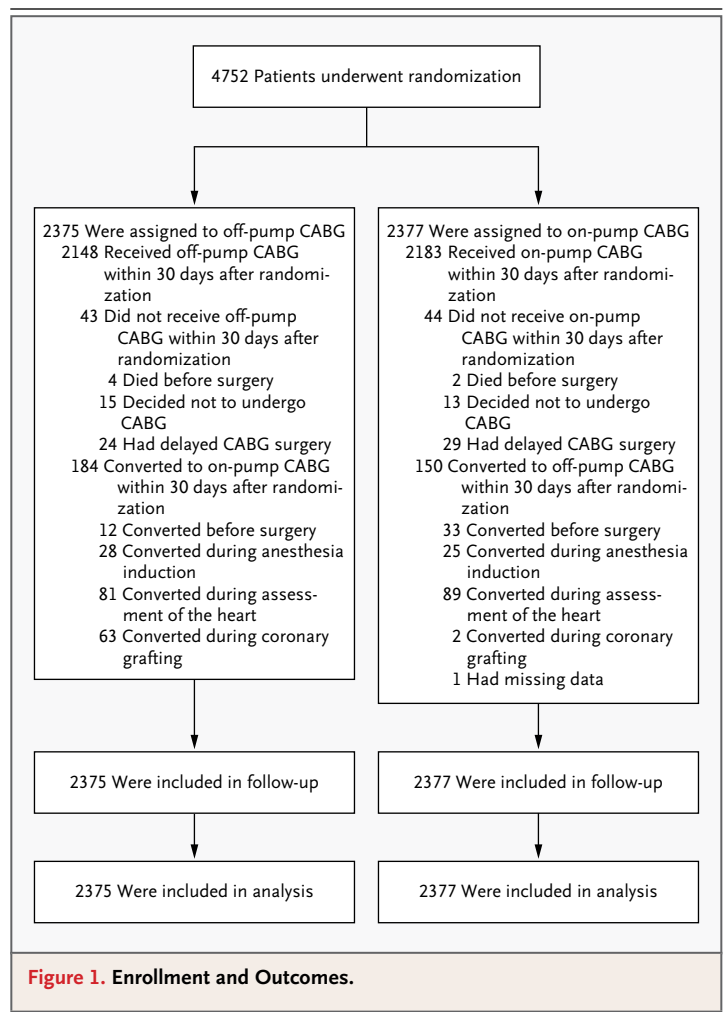 4752 Patients underwent randomization
2375 Were assigned to off-pump CABG
2148 Received off-pump CABG
within 30 days after randomi-
zation
43 Did not receive off-pump
CABG within 30 days after
randomization
4 Died before surgery
15 Decided not to undergo
CABG
24 Had delayed CABG surgery
184 Converted to on-pump CABG
within 30 days after randomi-
zation
12 Converted before surgery
28 Converted during anesthesia
induction
81 Converted during assess-
ment of the heart
63 Converted during coronary
grafting
2377 Were assigned to on-pump CABG
2183 Received on-pump CABG
within 30 days after randomi-
zation
44 Did not receive on-pump
CABG within 30 days after
randomization
2 Died before surgery
13 Decided not to undergo
CABG
29 Had delayed CABG surgery
150 Converted to off-pump CABG
within 30 days after randomi-
zation
33 Converted before surgery
25 Converted during anesthesia
induction
89 Converted during assess-
ment of the heart
2 Converted during coronary
grafting
1 Had missing data
2375 Were included in follow-up
2377 Were included in follow-up
2375 Were included in analysis
2377 Were included in analysis
Figure 1. Enrollment and Outcomes.